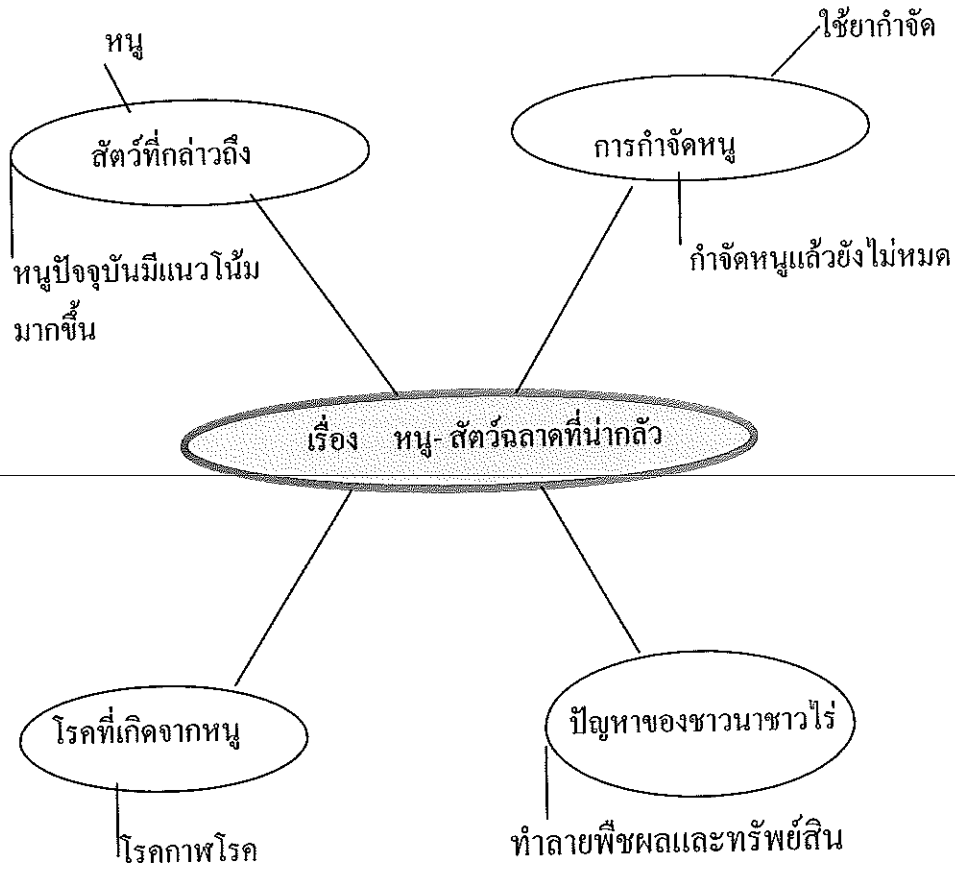 หนู
ใช้ยากำจัด
สัตว์ที่กล่าวถึง
การกำจัดหนู
หนูปัจจุบันมีแนวโน้ม
มากขึ้น
กำจัดหนูแล้วยังไม่หมด
เรื่อง หนู- สัตว์ฉลาดที่น่ากลัว
โรคที่เกิดจากหนู
ปัญหาของชาวนาชาวไร่
โรคกาฬโรค
ทำลายพืชผลและทรัพย์สิน